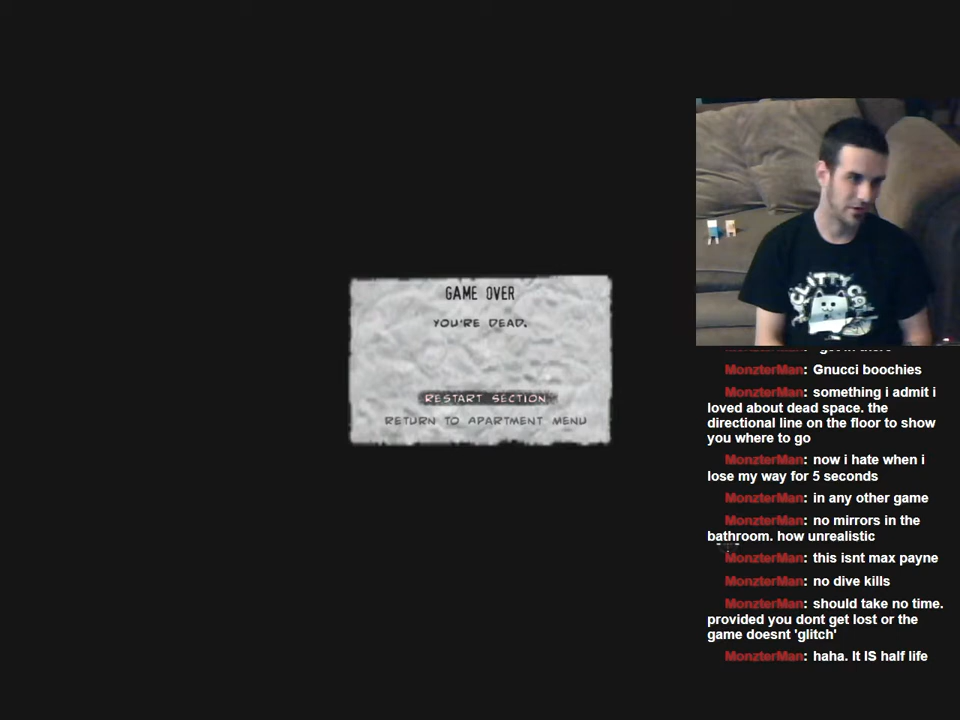 GAME OVER
YOU'RE DEAD.
RESTART SECTION
RETURN TO APARTMENT MENU
MonzterMan: Gnucci boochies
MonzterMan: something i admit i
loved about dead space. the
directional line on the floor to show
you where to go
MonzterMan: now i hate when i
lose my way for 5 seconds
MonzterMan: in any other game
MonzterMan: no mirrors in the
bathroom. how unrealistic
MonzterMan: this isnt max payne
MonzterMan: no dive kills
MonzterMan: should take no time.
provided you dont get lost or the
game doesnt 'glitch'
MonzterMan: haha. It IS half life